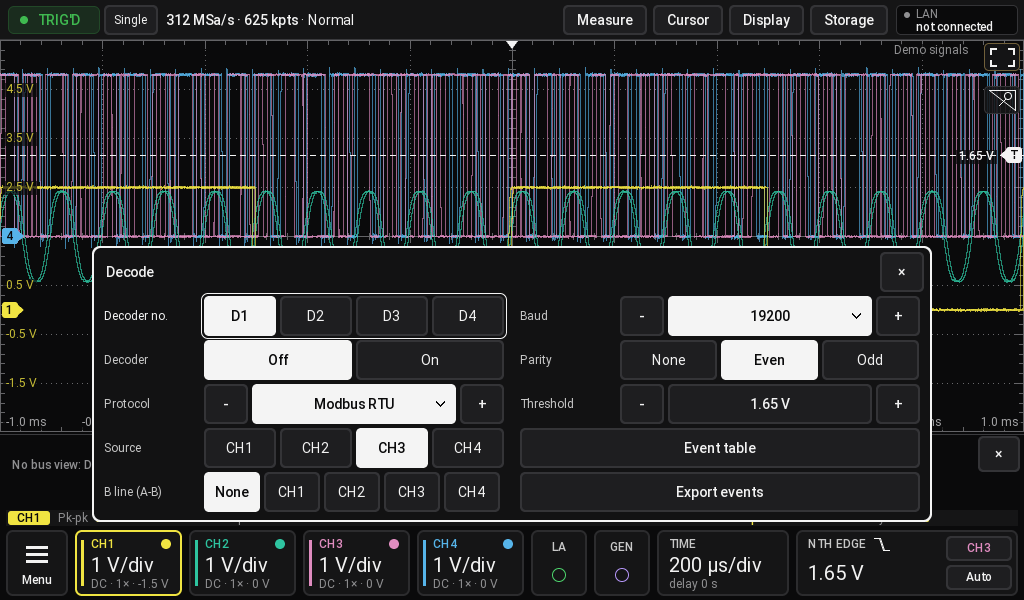 TRIG'D Single 312 MSa/s · 625 kpts · Normal Measure Cursor Display Storage LAN
not connected
Demo signals
4.5 V
3.5 V
1.65 V T
2.5 V
4
Decode ×
0.5 V
Decoder no. D1 D2 D3 D4 Baud - 19200 +
1
-0.5 V
Decoder Off On Parity None Even Odd
-1.5 V
Protocol - Modbus RTU + Threshold - 1.65 V +
-1.0 ms 1.0 ms
Source CH1 CH2 CH3 CH4 Event table
×
No bus view: D
B line (A-B) None CH1 CH2 CH3 CH4 Export events
CH1 Pk-pk
Menu
CH1
1 V/div
DC · 1× · -1.5 V
CH2
1 V/div
DC · 1× · 0 V
CH3
1 V/div
DC · 1× · 0 V
CH4
1 V/div
DC · 1× · 0 V
LA
GEN
TIME
200 µs/div
delay 0 s
NTH EDGE
1.65 V
CH3
Auto